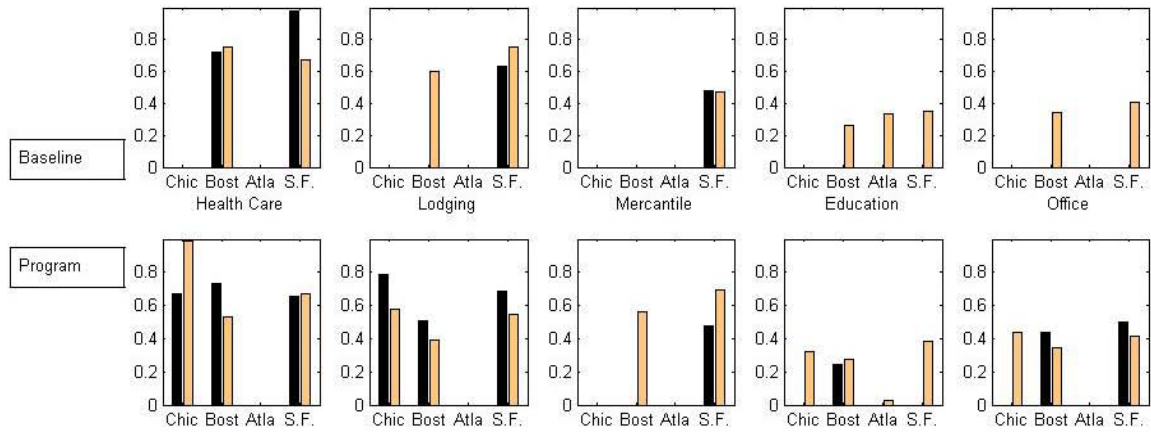 0.8 0.8 0.8 0.8 0.8
0.6 0.6 0.6 0.6 0.6
0.4 0.4 0.4 0.4 0.4
0.2 0.2 0.2 0.2 0.2
Baseline
0 0 0 0 0
Chic Bost Atla S.F. Chic Bost Atla S.F. Chic Bost Atla S.F. Chic Bost Atla S.F. Chic Bost Atla S.F.
Health Care Lodging Mercantile Education Office
Program
0.8 0.8 0.8 0.8 0.8
0.6 0.6 0.6 0.6 0.6
0.4 0.4 0.4 0.4 0.4
0.2 0.2 0.2 0.2 0.2
0 0 0 0 0
Chic Bost Atla S.F. Chic Bost Atla S.F. Chic Bost Atla S.F. Chic Bost Atla S.F. Chic Bost Atla S.F.